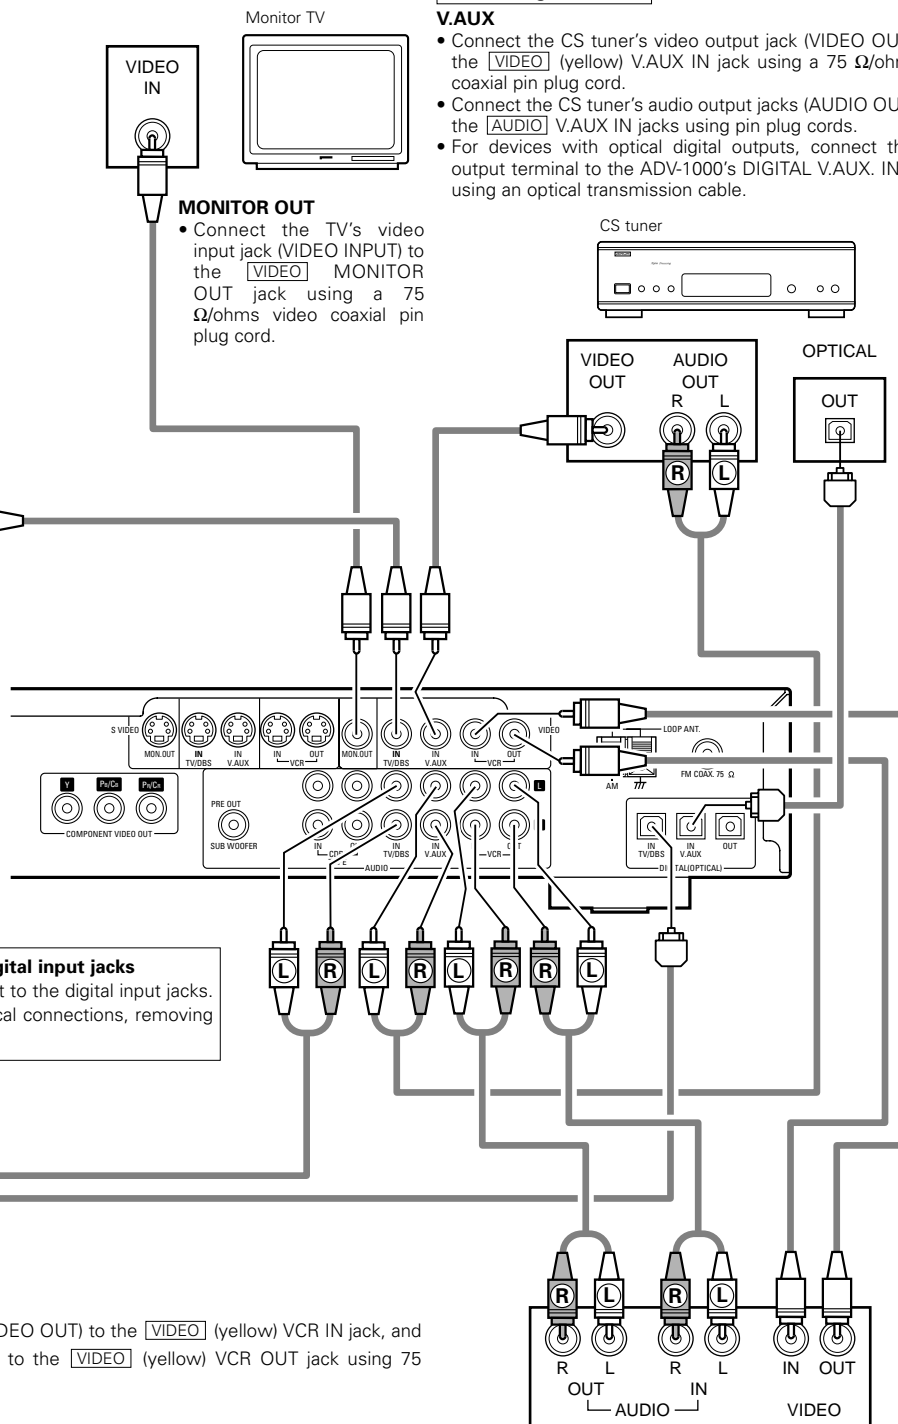 Monitor TV
VIDEO
IN
V.AUX
• Connect the CS tuner's video output jack (VIDEO OU
the VIDEO (yellow) V.AUX IN jack using a 75 Ω/ohm
coaxial pin plug cord.
• Connect the CS tuner's audio output jacks (AUDIO OU
the AUDIO V.AUX IN jacks using pin plug cords.
• For devices with optical digital outputs, connect th
output terminal to the ADV-1000's DIGITAL V.AUX. IN
using an optical transmission cable.
MONITOR OUT
• Connect the TV's video
input jack (VIDEO INPUT) to
the VIDEO MONITOR
OUT jack using a 75
Ω/ohms video coaxial pin
plug cord.
CS tuner
VIDEO
OUT
AUDIO
OUT
R L
OPTICAL
OUT
R L
S VIDEO
MON.OUT
IN
TV/DBS
IN
V.AUX
IN OUT
VCR
MON.OUT
IN
TV/DBS
IN
V.AUX
IN OUT
VCR
VIDEO
LOOP ANT.
AM
FM COAX. 75 Ω
Y PB/CB PR/CR
COMPONENT VIDEO OUT
PRE OUT
SUB WOOFER
L
IN
IN
TV/DBS
IN
V.AUX
VCR
AUDIO
IN
TV/DBS
IN
V.AUX
OUT
DIGITAL(OPTICAL)
L R L R L R R L
gital input jacks
t to the digital input jacks.
cal connections, removing
R L R L
R L R L IN OUT
OUT IN
AUDIO VIDEO
DEO OUT) to the VIDEO (yellow) VCR IN jack, and
to the VIDEO (yellow) VCR OUT jack using 75